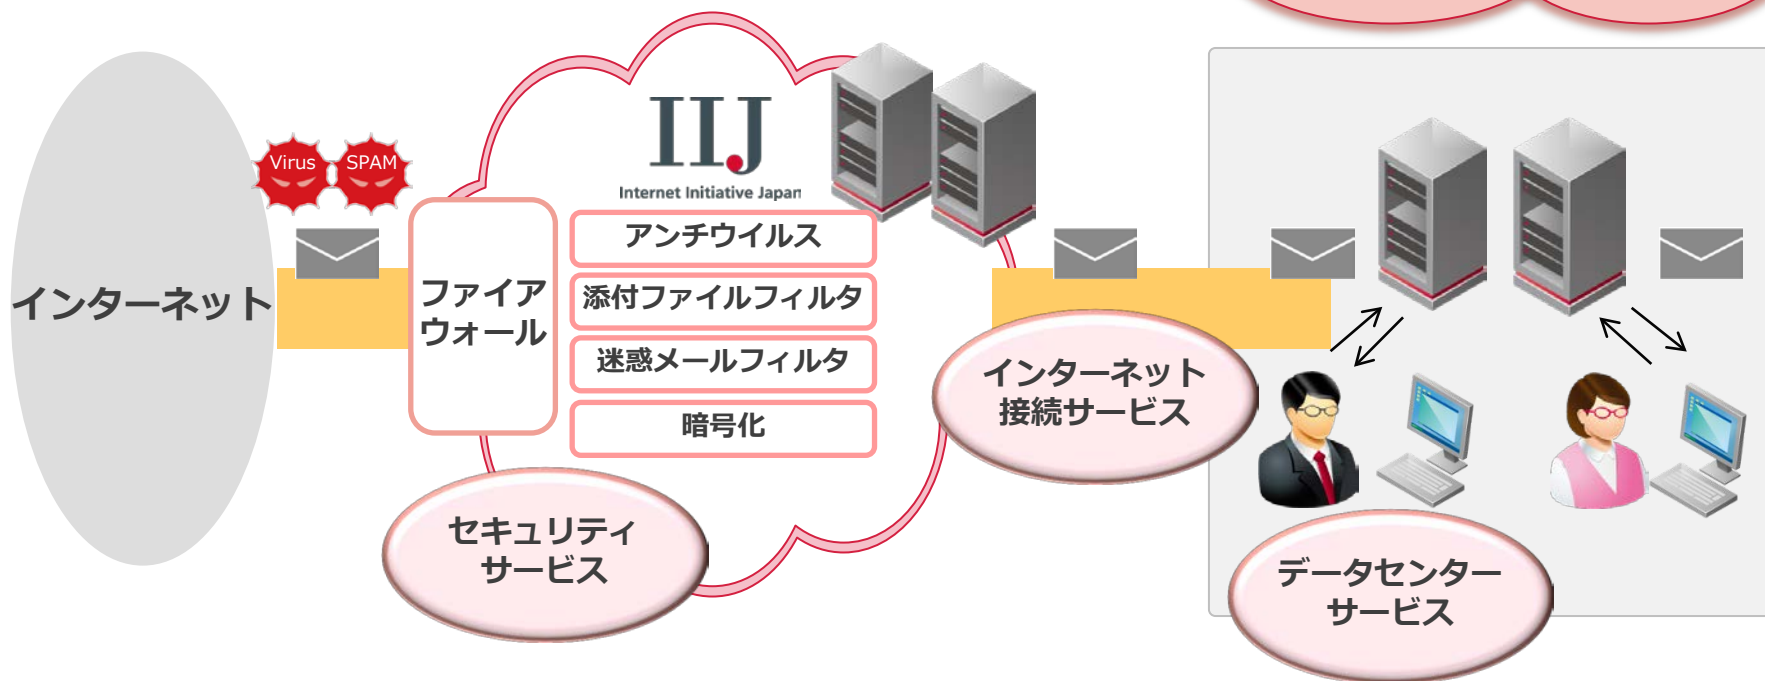 インターネット
Virus
SPAM
ファイア
ウォール
IIJ
Internet Initiative Japan
アンチウイルス
添付ファイルフィルタ
迷惑メールフィルタ
暗号化
セキュリティ
サービス
インターネット
接続サービス
データセンター
サービス